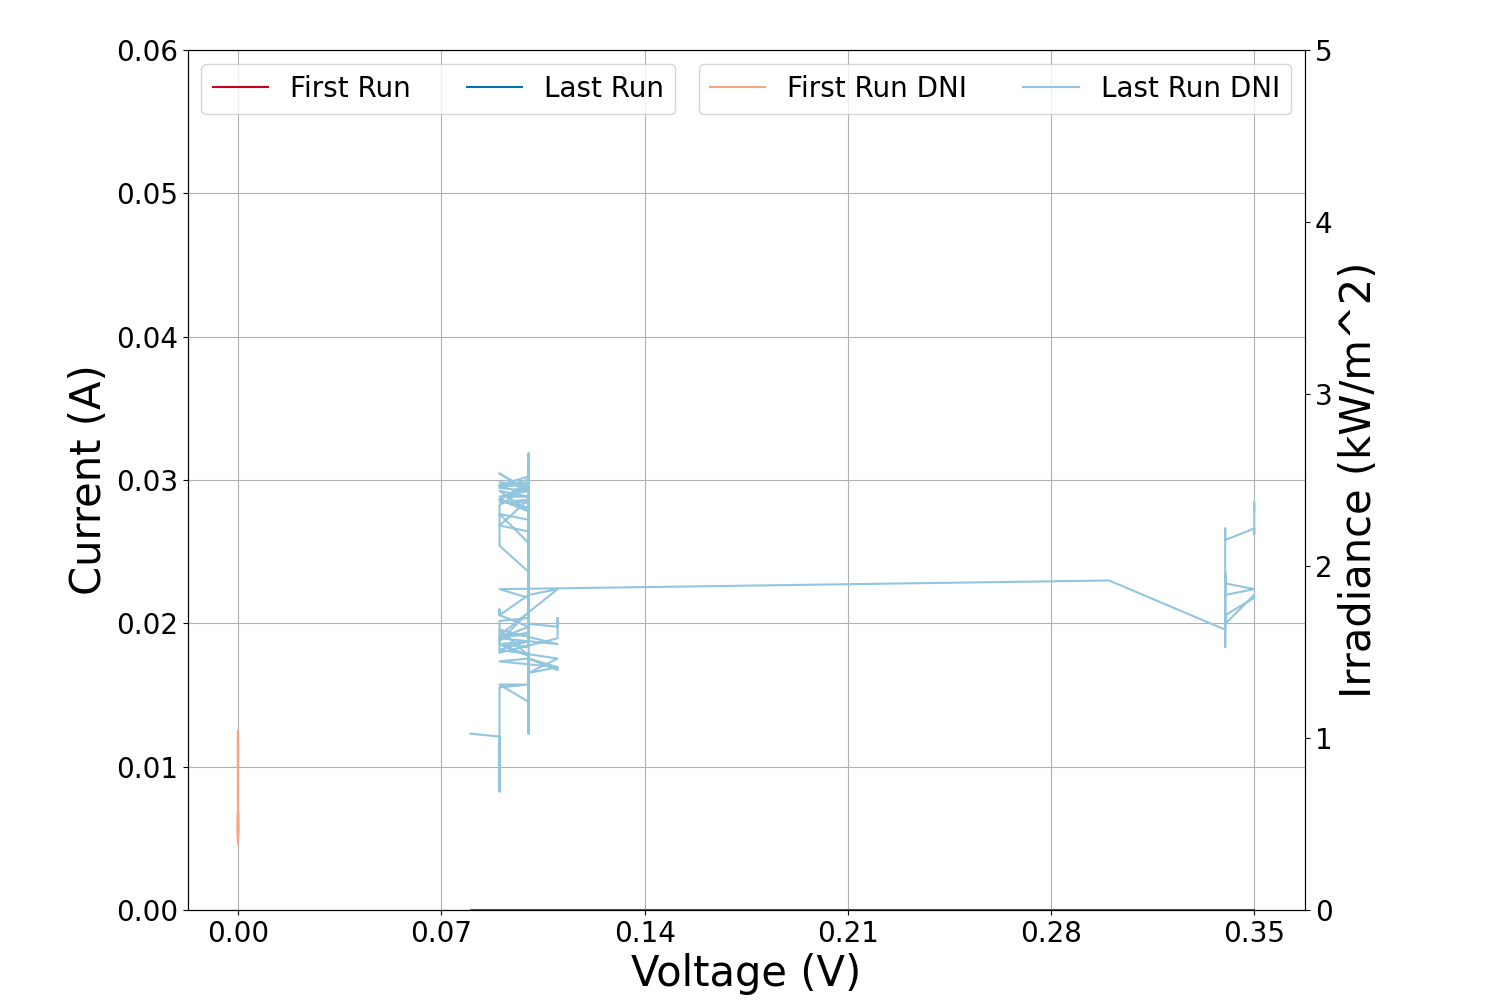 First Run
Last Run
First Run DNI
Last Run DNI
0.06
0.05
0.04
0.03
0.02
0.01
0.00
Current (A)
5
4
3
2
1
0
Irradiance (kW/m^2)
0.00 0.07 0.14 0.21 0.28 0.35
Voltage (V)